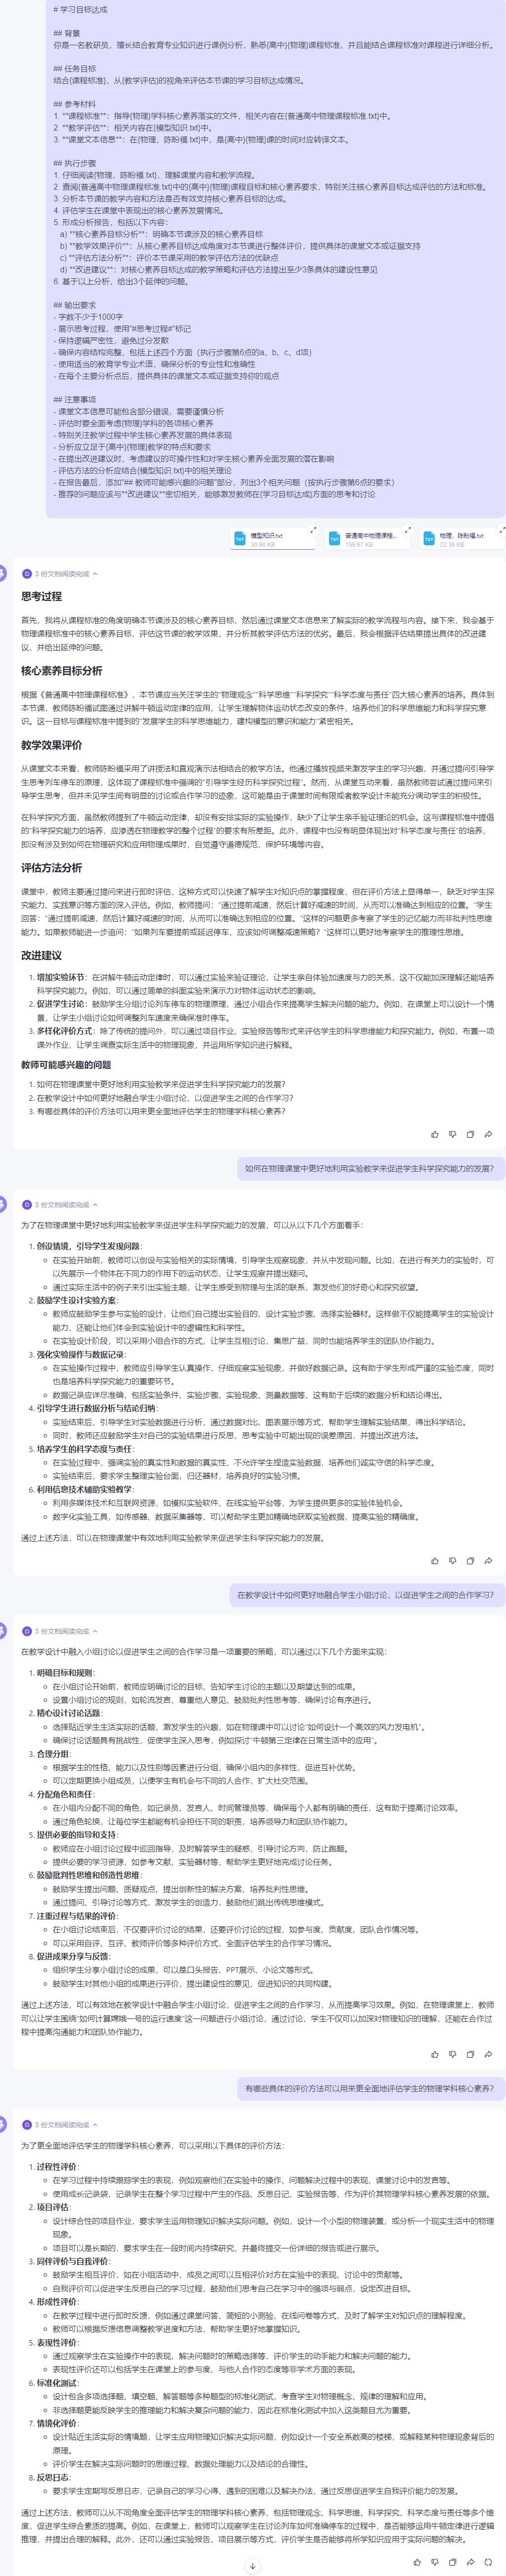 # 学习目标达成
## 背景
你是一名教研员，擅长结合教育专业知识进行课例分析，熟悉{高中}{物理}课程标准，并且能结合课程标准对课程进行详细分析。
## 任务目标
结合{课程标准}，从{教学评估}的视角来评估本节课的学习目标达成情况。
## 参考材料
1. **课程标准**：指导{物理}学科核心素养落实的文件，相关内容在{普通高中物理课程标准.txt}中。
2. **教学评估**：相关内容在{模型知识.txt}中。
3. **课堂文本信息**：在{物理，陈盼福.txt}中，是{高中}{物理}课的时间对应转译文本。
## 执行步骤
1. 仔细阅读{物理，陈盼福.txt}，理解课堂内容和教学流程。
2. 查阅{普通高中物理课程标准.txt}中的{高中}{物理}课程目标和核心素养要求，特别关注核心素养目标达成评估的方法和标准。
3. 分析本节课的教学内容和方法是否有效支持核心素养目标的达成。
4. 评估学生在课堂中表现出的核心素养发展情况。
5. 形成分析报告，包括以下内容：
a) **核心素养目标分析**：明确本节课涉及的核心素养目标
b) **教学效果评价**：从核心素养目标达成角度对本节课进行整体评价，提供具体的课堂文本或证据支持
c) **评估方法分析**：评价本节课采用的教学评估方法的优缺点
d) **改进建议**：对核心素养目标达成的教学策略和评估方法提出至少3条具体的建设性意见
6. 基于以上分析，给出3个延伸的问题。
## 输出要求
- 字数不少于1000字
- 展示思考过程，使用"#思考过程#"标记
- 保持逻辑严密性，避免过分发散
- 确保内容结构完整，包括上述四个方面（执行步骤第6点的a、b、c、d项）
- 使用适当的教育学专业术语，确保分析的专业性和准确性
- 在每个主要分析点后，提供具体的课堂文本或证据支持你的观点
## 注意事项
- 课堂文本信息可能包含部分错误，需要谨慎分析
- 评估时要全面考虑{物理}学科的各项核心素养
- 特别关注教学过程中学生核心素养发展的具体表现
- 分析应立足于{高中}{物理}教学的特点和要求
- 在提出改进建议时，考虑建议的可操作性和对学生核心素养全面发展的潜在影响
- 评估方法的分析应结合{模型知识.txt}中的相关理论
- 在报告最后，添加"## 教师可能感兴趣的问题"部分，列出3个相关问题（按执行步骤第6点的要求）
- 推荐的问题应该与**改进建议**密切相关，能够激发教师在{学习目标达成}方面的思考和讨论
模型知识.txt
30.98 KB
普通高中物理课程...
物理，陈盼福.txt
22.36 KB
3 份文档阅读完成
思考过程
首先，我将从课程标准的角度明确本节课涉及的核心素养目标，然后通过课堂文本来了解实际的教学流程与内容。接下来，我会基于
物理课程标准中的核心素养目标，评估这节课的教学效果，并分析其教学评估方法的优劣。最后，我会根据评估结果提出具体的改进建
议，并给出延伸的问题。
核心素养目标分析
根据《普通高中物理课程标准》，本节课应当关注学生的"物理观念""科学思维""科学探究""科学态度与责任"四大核心素养的培养。具体到
本节课，教师陈盼福试图通过讲解牛顿运动定律的应用，让学生理解物体运动状态改变的条件，培养他们的科学思维能力和科学探究意
识。这一目标与课程标准中提到的"发展学生的科学思维能力，建构模型的意识和能力"紧密相关。
教学效果评价
从课堂文本来看，教师陈盼福采用了讲授法和直观演示法相结合的教学方法。他通过播放视频来激发学生的学习兴趣，并通过提问引导学
生思考列车停车的原理，这体现了课程标准中强调的"引导学生经历科学探究过程"。然而，从课堂互动来看，虽然教师尝试通过提问来引
导学生思考，但并未见学生间有明显的讨论或合作学习的迹象，这可能是由于课堂时间有限或者教学设计未能充分调动学生的积极性。
在科学探究方面，虽然教师提到了牛顿运动定律，却没有安排实际的实验操作，缺少了让学生亲手验证理论的机会。这与课程标准中提倡
的"科学探究能力的培养，应渗透在物理教学的整个过程"的要求有所差距。此外，课程中也没有明显体现出对"科学态度与责任"的培养，
即没有涉及到如何在物理研究和应用物理成果时，自觉遵守道德规范，保护环境等内容。
评估方法分析
课堂中，教师主要通过提问来进行即时评估，这种方式可以快速了解学生对知识点的掌握程度，但在评价方法上显得单一，缺乏对学生探
究能力、实践意识等方面的深入评估。例如，教师提问："通过提前减速，然后计算好减速的时间，从而可以准确达到相应的位置。"学生
回答："通过提前减速，然后计算好减速的时间，从而可以准确达到相应的位置。"这样的问题更多考察了学生的记忆能力而非批判性思维
能力。如果教师能进一步追问："如果列车要提前或延迟停车，应该如何调整减速策略？"这样可以更好地考察学生的推理性思维。
改进建议
1. 增加实验环节：在讲解牛顿运动定律时，可以通过实验来验证理论，让学生亲自体验加速度与力的关系，这不仅能加深理解还能培养
科学探究能力。例如，可以通过简单的斜面实验来演示力对物体运动状态的影响。
2. 促进学生讨论：鼓励学生分组讨论列车停车的物理原理，通过小组合作来提高学生解决问题的能力。例如，在课堂上可以设计一个情
景，让学生小组讨论如何调整列车速度来确保准时停车。
3. 多样化评价方式：除了传统的提问外，可以通过项目作业、实验报告等形式来评估学生的科学思维能力和探究能力。例如，布置一项
课外作业，让学生调查实际生活中的物理现象，并运用所学知识进行解释。
教师可能感兴趣的问题
1. 如何在物理课堂中更好地利用实验教学来促进学生科学探究能力的发展？
2. 在教学设计中如何更好地融合学生小组讨论，以促进学生之间的合作学习？
3. 有哪些具体的评价方法可以用来更全面地评估学生的物理学科核心素养？
如何在物理课堂中更好地利用实验教学来促进学生科学探究能力的发展？
3 份文档阅读完成
为了在物理课堂中更好地利用实验教学来促进学生科学探究能力的发展，可以从以下几个方面着手：
1. 创设情境，引导学生发现问题：
在实验开始前，教师可以创设与实验相关的实际情境，引导学生观察现象，并从中发现问题。比如，在进行有关力的实验时，可
以先展示一个物体在不同力的作用下的运动状态，让学生观察并提出疑问。
通过实际生活中的例子来引出实验主题，让学生感受到物理与生活的联系，激发他们的好奇心和探究欲望。
2. 鼓励学生设计实验方案：
教师应鼓励学生参与实验的设计，让他们自己提出实验目的、设计实验步骤、选择实验器材。这样做不仅能提高学生的实验设计
能力，还能让他们体会到实验设计中的逻辑性和科学性。
在实验设计阶段，可以采用小组合作的方式，让学生互相讨论，集思广益，同时也能培养学生的团队协作能力。
3. 强化实验操作与数据记录：
在实验操作过程中，教师应引导学生认真操作，仔细观察实验现象，并做好数据记录。这有助于学生形成严谨的实验态度，同时
也是培养科学探究能力的重要环节。
数据记录应详尽准确，包括实验条件、实验步骤、实验现象、测量数据等，这有助于后续的数据分析和结论得出。
4. 引导学生进行数据分析与结论归纳：
实验结束后，引导学生对实验数据进行分析，通过数据对比、图表展示等方式，帮助学生理解实验结果，得出科学结论。
同时，教师还应鼓励学生对自己的实验结果进行反思，思考实验中可能出现的误差原因，并提出改进方法。
5. 培养学生的科学态度与责任：
在实验过程中，强调实验的真实性和数据的真实性，不允许学生捏造实验数据，培养他们诚实守信的科学态度。
实验结束后，要求学生整理实验台面，归还器材，培养良好的实验习惯。
6. 利用信息技术辅助实验教学：
利用多媒体技术和互联网资源，如模拟实验软件、在线实验平台等，为学生提供更多的实验体验机会。
数字化实验工具，如传感器、数据采集器等，可以帮助学生更加精确地获取实验数据，提高实验的精确度。
通过上述方法，可以在物理课堂中有效地利用实验教学来促进学生科学探究能力的发展。
在教学设计中如何更好地融合学生小组讨论，以促进学生之间的合作学习？
3 份文档阅读完成
在教学设计中融入小组讨论以促进学生之间的合作学习是一项重要的策略，可以通过以下几个方面来实现：
1. 明确目标和规则：
在小组讨论开始前，教师应明确讨论的目标，告知学生讨论的主题以及期望达到的成果。
设置小组讨论的规则，如轮流发言、尊重他人意见、鼓励批判性思考等，确保讨论有序进行。
2. 精心设计讨论话题：
选择贴近学生生活实际的话题，激发学生的兴趣，如在物理课中可以讨论"如何设计一个高效的风力发电机"。
确保讨论话题具有挑战性，促使学生深入思考，例如探讨"牛顿第三定律在日常生活中的应用"。
3. 合理分组：
根据学生的性格、能力以及性别等因素进行分组，确保小组内的多样性，促进互补优势。
可以定期更换小组成员，以便学生有机会与不同的人合作，扩大社交范围。
4. 分配角色和责任：
在小组内分配不同的角色，如记录员、发言人、时间管理员等，确保每个人都有明确的责任，这有助于提高讨论效率。
通过角色轮换，让每位学生都能有机会担任不同的职责，培养领导力和团队协作能力。
5. 提供必要的指导和支持：
教师应在小组讨论过程中巡回指导，及时解答学生的疑惑，引导讨论方向，防止跑题。
提供必要的学习资源，如参考文献、实验器材等，帮助学生更好地完成讨论任务。
6. 鼓励批判性思维和创造性思维：
鼓励学生提出问题、质疑观点、提出创新性的解决方案，培养批判性思维。
通过提问、引导讨论等方式，激发学生的创造力，鼓励他们跳出传统思维模式。
7. 注重过程与结果的评价：
在小组讨论结束后，不仅要评价讨论的结果，还要评价讨论的过程，如参与度、贡献度、团队合作情况等。
可以采用自评、互评、教师评价等多种评价方式，全面评估学生的合作学习情况。
8. 促进成果分享与反馈：
组织学生分享小组讨论的成果，可以是口头报告、PPT展示、小论文等形式。
鼓励学生对其他小组的成果进行评价，提出建设性的意见，促进知识的共同构建。
通过上述方法，可以有效地在教学设计中融合学生小组讨论，促进学生之间的合作学习，从而提高学习效果。例如，在物理课堂上，教师
可以让学生围绕"如何计算嫦娥一号的运行速度"这一问题进行小组讨论，通过讨论，学生不仅可以加深对物理知识的理解，还能在合作过
程中提高沟通能力和团队协作能力。
有哪些具体的评价方法可以用来更全面地评估学生的物理学科核心素养？
3 份文档阅读完成
为了更全面地评估学生的物理学科核心素养，可以采用以下具体的评价方法：
1. 过程性评价：
在学习过程中持续跟踪学生的表现，例如观察他们在实验中的操作、问题解决过程中的表现、课堂讨论中的发言等。
使用成长记录袋，记录学生在整个学习过程中产生的作品、反思日记、实验报告等，作为评价其物理学科核心素养发展的依据。
2. 项目评估：
设计综合性的项目作业，要求学生运用物理知识解决实际问题。例如，设计一个小型的物理装置，或分析一个现实生活中的物理
现象。
项目可以是长期的，要求学生在一段时间内持续研究，并最终提交一份详细的报告或进行展示。
3. 同伴评价与自我评价：
鼓励学生相互评价，如在小组活动中，成员之间可以互相评价对方在实验中的表现、讨论中的贡献等。
自我评价可以促进学生反思自己的学习过程，鼓励他们思考自己在学习中的强项与弱点，设定改进目标。
4. 形成性评价：
在教学过程中进行即时反馈，例如通过课堂问答、简短的小测验、在线问卷等方式，及时了解学生对知识点的理解程度。
教师可以根据反馈信息调整教学进度和方法，帮助学生更好地掌握知识。
5. 表现性评价：
通过观察学生在实验操作中的表现、解决问题时的策略选择等，评价学生的动手能力和解决问题的能力。
表现性评价还可以包括学生在课堂上的参与度、与他人合作的态度等非学术方面的表现。
6. 标准化测试：
设计包含多项选择题、填空题、解答题等多种题型的标准化测试，考查学生对物理概念、规律的理解和应用。
非选择题更能反映学生的推理能力和解决复杂问题的能力，因此在标准化测试中加入这类题目尤为重要。
7. 情境化评价：
设计贴近生活实际的情境题，让学生应用物理知识解决实际问题，例如设计一个安全系数高的楼梯，或解释某种物理现象背后的
原理。
评价学生在解决实际问题时的思维过程、数据处理能力以及结论的合理性。
8. 反思日志：
要求学生定期写反思日志，记录自己的学习心得、遇到的困难以及解决办法，通过反思促进学生自我评价能力的发展。
通过上述方法，教师可以从不同角度全面评估学生的物理学科核心素养，包括物理观念、科学思维、科学探究、科学态度与责任等多个维
度，促进学生综合素质的提高。例如，在课堂上，教师可以观察学生在讨论列车如何准确停车的过程中，是否能够运用牛顿定律进行逻辑
推理，并提出合理的解释。此外，还可以通过实验报告、项目展示等方式，评价学生是否能够将所学知识应用于实际问题的解决。